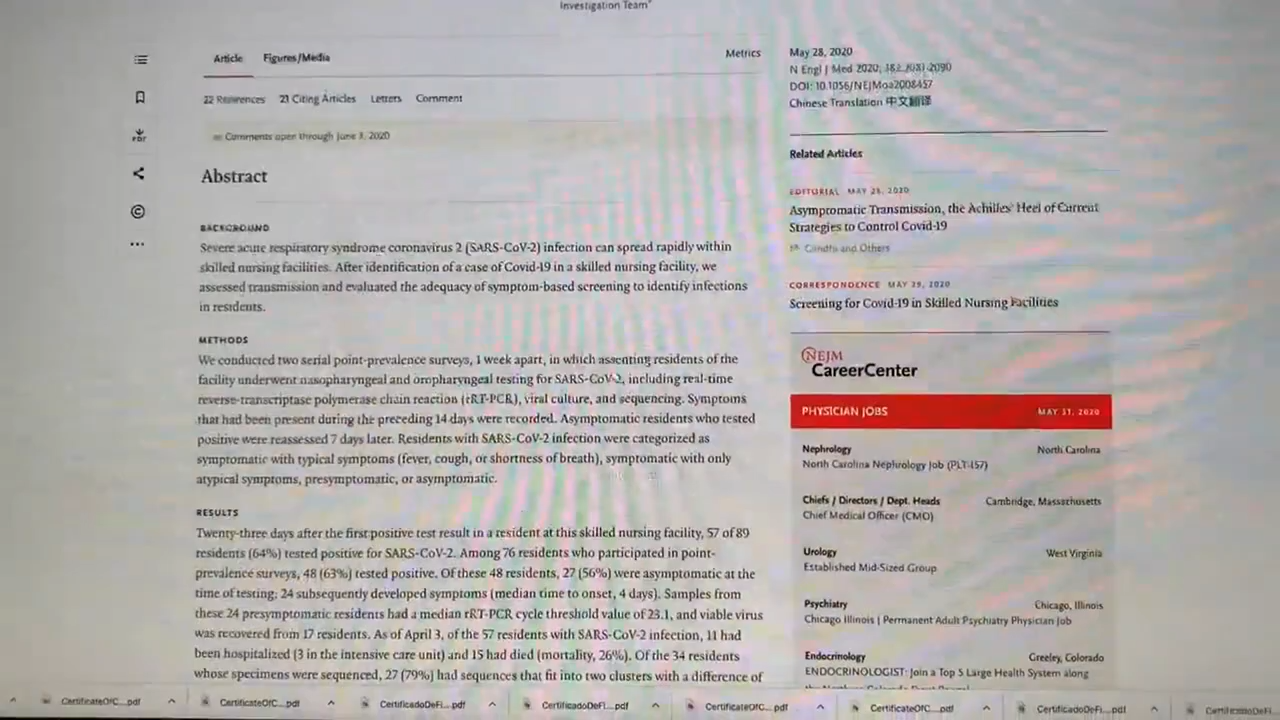 Investigation Team*
Article Figures/Media Metrics
22 References 21 Citing Articles Letters Comment
Comments open through June 3, 2020
Abstract
BACKGROUND
Severe acute respiratory syndrome coronavirus 2 (SARS-CoV-2) infection can spread rapidly within
skilled nursing facilities. After identification of a case of Covid-19 in a skilled nursing facility, we
assessed transmission and evaluated the adequacy of symptom-based screening to identify infections
in residents.
METHODS
We conducted two serial point-prevalence surveys, 1 week apart, in which assenting residents of the
facility underwent nasopharyngeal and oropharyngeal testing for SARS-CoV-2, including real-time
reverse-transcriptase polymerase chain reaction (rRT-PCR), viral culture, and sequencing. Symptoms
that had been present during the preceding 14 days were recorded. Asymptomatic residents who tested
positive were reassessed 7 days later. Residents with SARS-CoV-2 infection were categorized as
symptomatic with typical symptoms (fever, cough, or shortness of breath), symptomatic with only
atypical symptoms, presymptomatic, or asymptomatic.
RESULTS
Twenty-three days after the first positive test result in a resident at this skilled nursing facility, 57 of 89
residents (64%) tested positive for SARS-CoV-2. Among 76 residents who participated in point-
prevalence surveys, 48 (63%) tested positive. Of these 48 residents, 27 (56%) were asymptomatic at the
time of testing; 24 subsequently developed symptoms (median time to onset, 4 days). Samples from
these 24 presymptomatic residents had a median rRT-PCR cycle threshold value of 23.1, and viable virus
was recovered from 17 residents. As of April 3, of the 57 residents with SARS-CoV-2 infection, 11 had
been hospitalized (3 in the intensive care unit) and 15 had died (mortality, 26%). Of the 34 residents
whose specimens were sequenced, 27 (79%) had sequences that fit into two clusters with a difference of
May 28, 2020
N Engl J Med 2020; 382:2081-2090
DOI: 10.1056/NEJMoa2008457
Chinese Translation 中文翻译
Related Articles
EDITORIAL MAY 28, 2020
Asymptomatic Transmission, the Achilles' Heel of Current
Strategies to Control Covid-19
Gandhi and Others
CORRESPONDENCE MAY 29, 2020
Screening for Covid-19 in Skilled Nursing Facilities
NEJM
CareerCenter
PHYSICIAN JOBS MAY 31, 2020
Nephrology North Carolina
North Carolina Nephrology Job (PLT-157)
Chiefs / Directors / Dept. Heads Cambridge, Massachusetts
Chief Medical Officer (CMO)
Urology West Virginia
Established Mid-Sized Group
Psychiatry Chicago, Illinois
Chicago Illinois | Permanent Adult Psychiatry Physician Job
Endocrinology Greeley, Colorado
ENDOCRINOLOGIST: Join a Top 5 Large Health System along
PDF
CertificateOfC....pdf CertificateOfC....pdf CertificadoDeFi....pdf CertificadoDeFi....pdf CertificateOfC....pdf CertificateOfC....pdf CertificadoDeFi....pdf CertificadoDeFi....